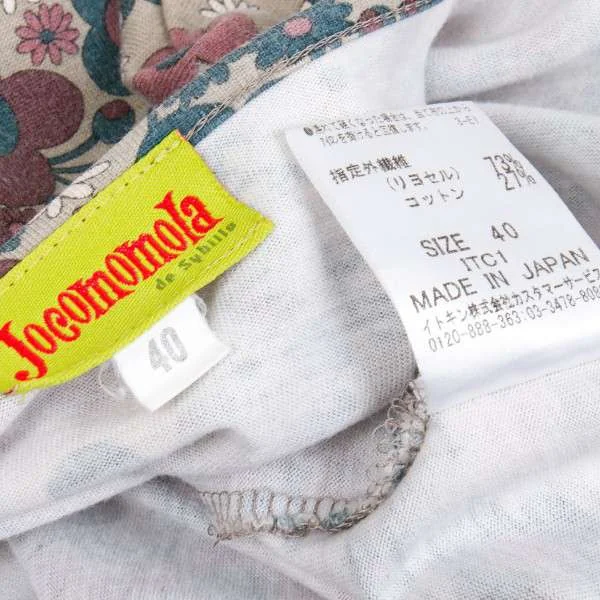 Jocomomola
de Sybilla
40
指定外繊維 73%
(リヨセル)
コットン 27%
SIZE 40
ITC1
MADE IN JAPAN
イトキン株式会社カスタマーサービス
0120-888-363:03-3478-808